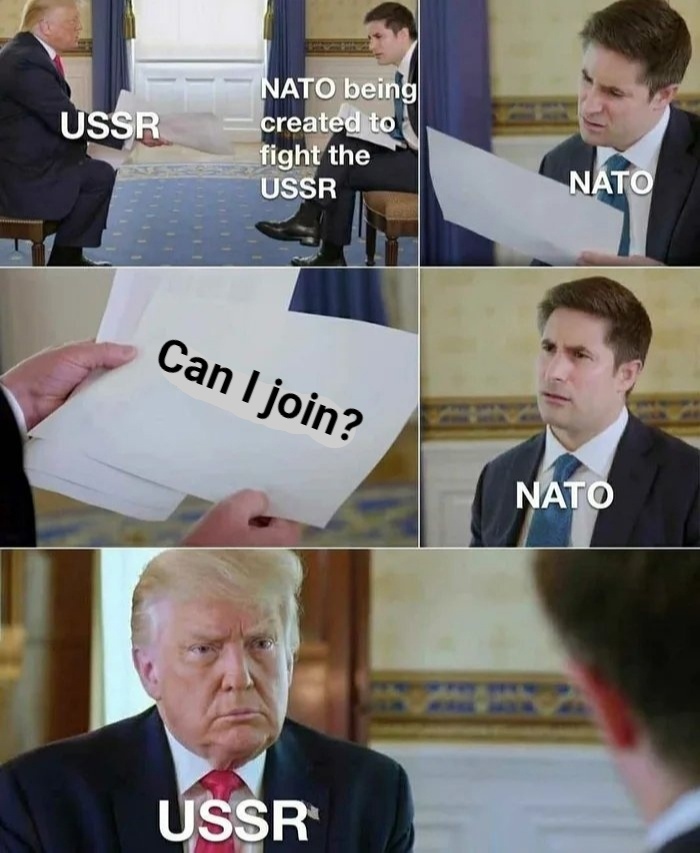 USSR
NATO being
created to
fight the
USSR
NATO
Can I join?
NATO
USSR